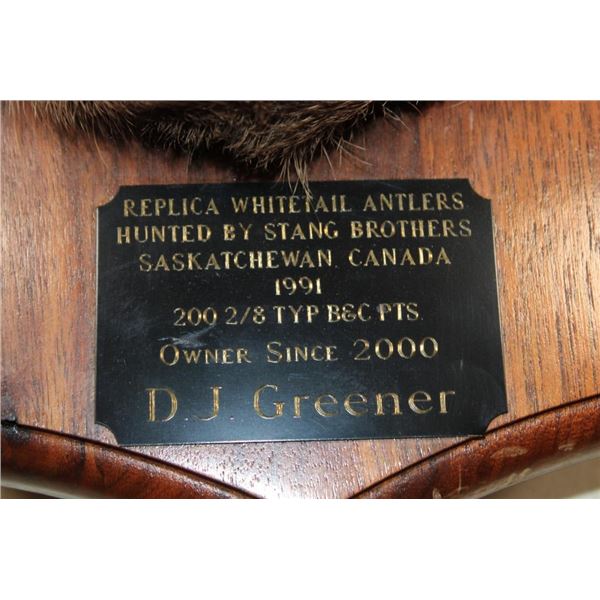 REPLICA WHITETAIL ANTLERS
HUNTED BY STANG BROTHERS
SASKATCHEWAN, CANADA
1991
200 2/8 TYP B&C PTS.
OWNER SINCE 2000
D.J. Greener